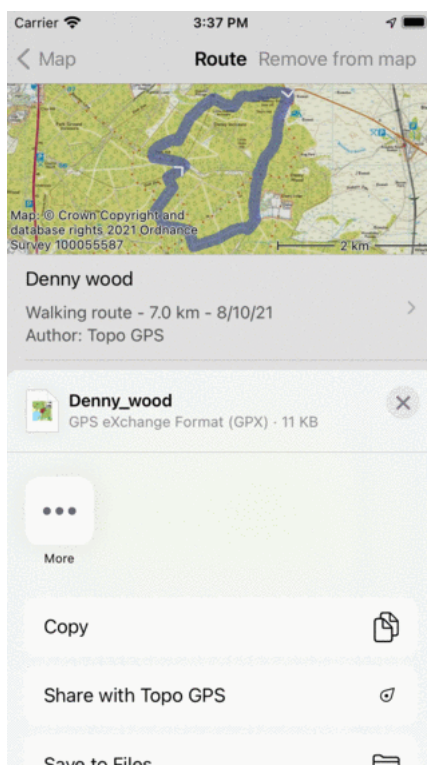 Carrier 3:37 PM
Map Route Remove from map
Map: © Crown Copyright and
database rights 2021 Ordnance
Survey 100055587
2 km
Denny wood
Walking route - 7.0 km - 8/10/21
Author: Topo GPS
Denny_wood
GPS eXchange Format (GPX) · 11 KB
More
Copy
Share with Topo GPS
Save to Files